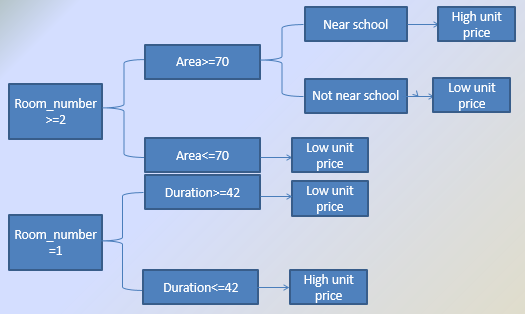 Near school
High unit
price
Area>=70
Not near school
Low unit
price
Room_number
>=2
Area<=70
Low unit
price
Duration>=42
Low unit
price
Room_number
=1
Duration<=42
High unit
price